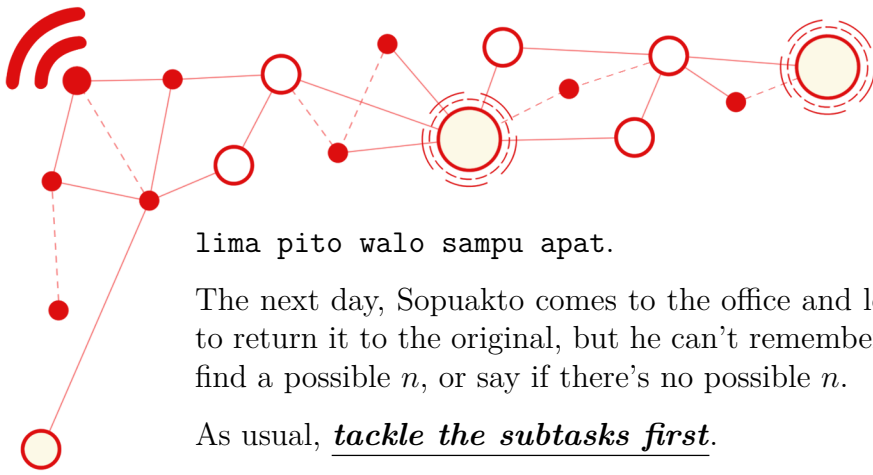 lima pito walo sampu apat.
The next day, Sopuakto comes to the office and
to return it to the original, but he can't
find a possible n, or say if there's no possible n.
As usual, tackle the subtasks first.